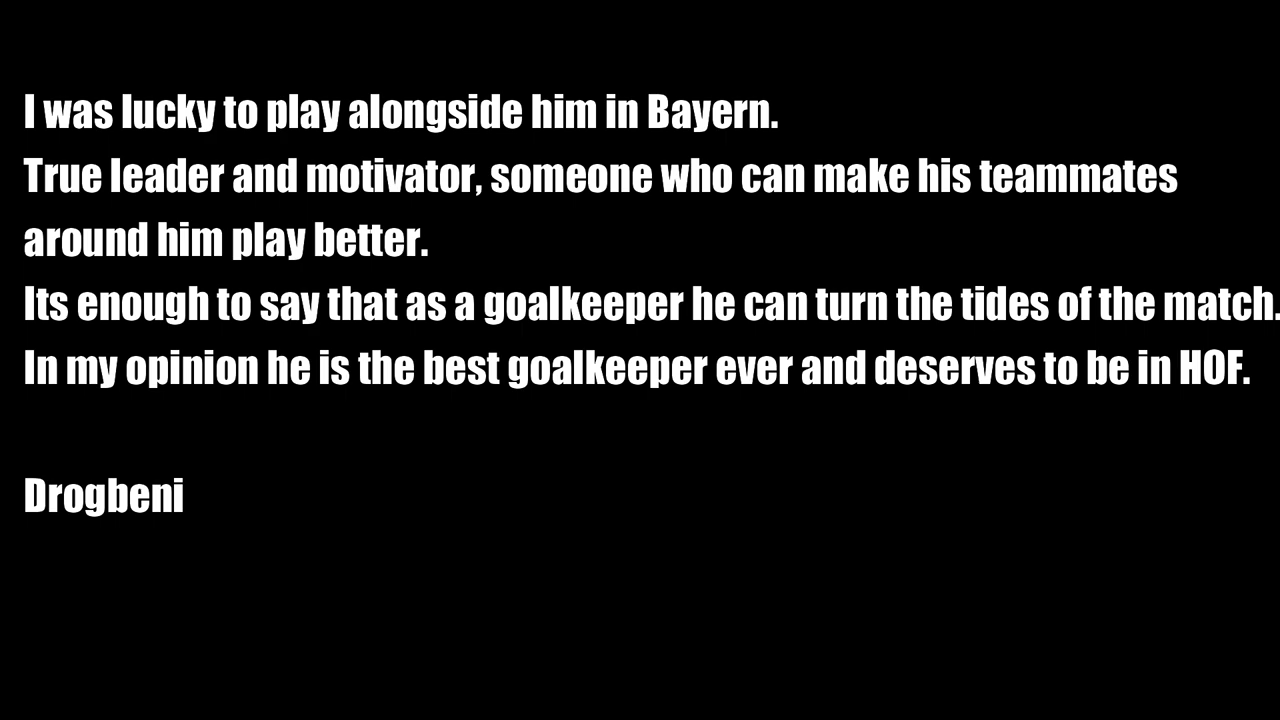 I was lucky to play alongside him in Bayern.
True leader and motivator, someone who can make his teammates
around him play better.
Its enough to say that as a goalkeeper he can turn the tides of the match.
In my opinion he is the best goalkeeper ever and deserves to be in HOF.
Drogbeni